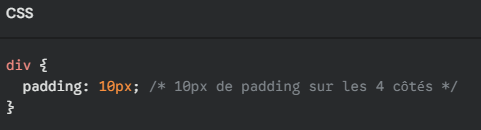 CSS
div {
  padding: 10px; /* 10px de padding sur les 4 côtés */
}